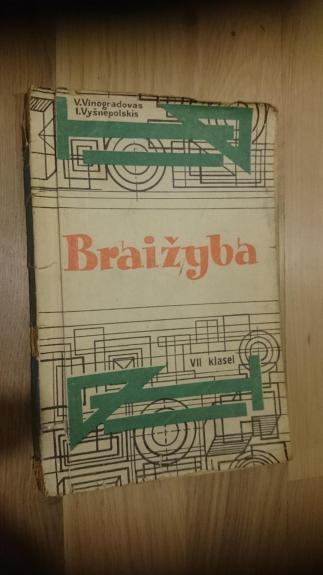 V.Vinogradovas
I.Vyšnepolskis
Braižyba
VII klasei